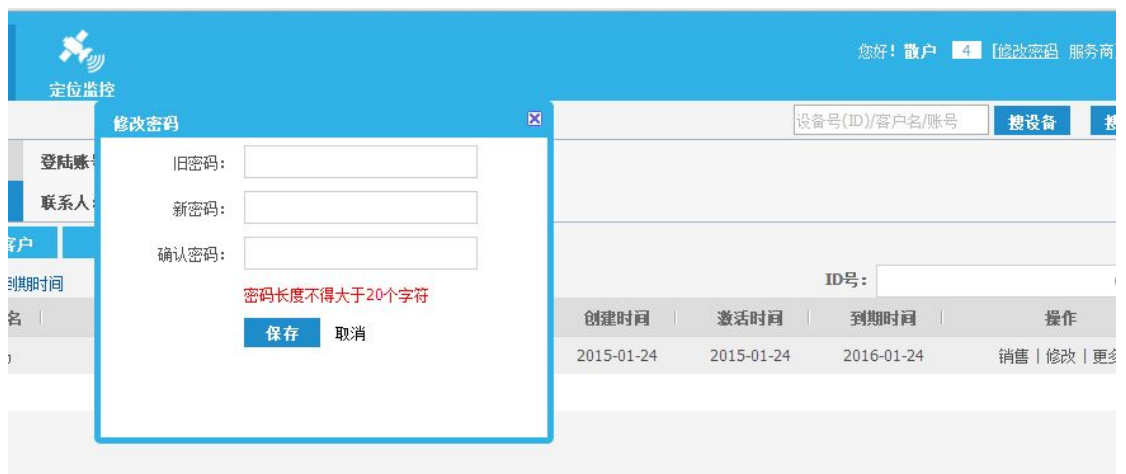 您好！散户 4 [修改密码 服务商
定位监控
修改密码
设备号(ID)/客户名/账号 搜设备
登陆账
旧密码：
联系人：
新密码：
客户
确认密码：
到期时间
ID号：
密码长度不得大于20个字符
名 创建时间 激活时间 到期时间 操作
保存 取消
2015-01-24 2015-01-24 2016-01-24 销售 | 修改 | 更多